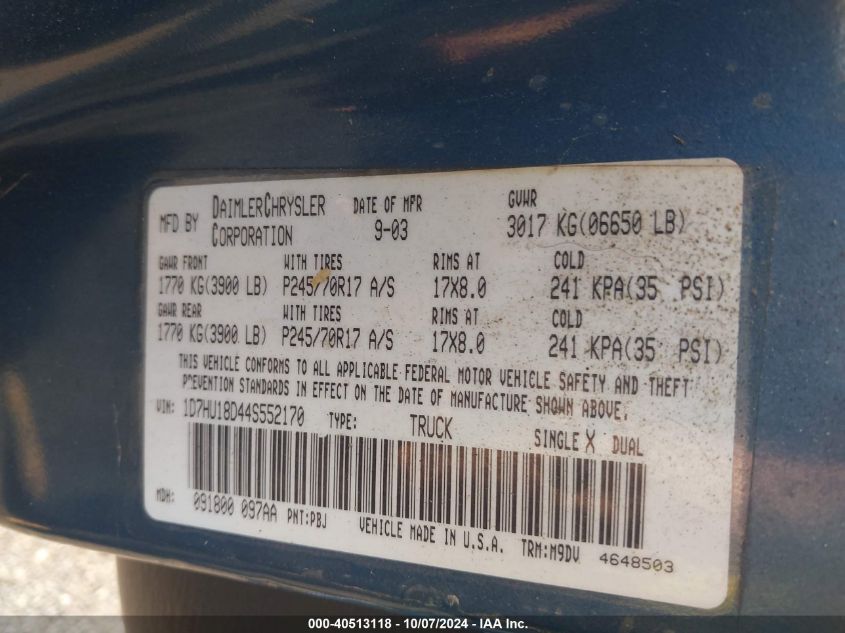 MFD BY DAIMLERCHRYSLER CORPORATION DATE OF MFR 9-03 GVWR 3017 KG(06650 LB)
GAWR FRONT WITH TIRES RIMS AT COLD
1770 KG(3900 LB) P245/70R17 A/S 17X8.0 241 KPA(35 PSI)
GAWR REAR WITH TIRES RIMS AT COLD
1770 KG(3900 LB) P245/70R17 A/S 17X8.0 241 KPA(35 PSI)
THIS VEHICLE CONFORMS TO ALL APPLICABLE FEDERAL MOTOR VEHICLE SAFETY AND THEFT
PREVENTION STANDARDS IN EFFECT ON THE DATE OF MANUFACTURE SHOWN ABOVE.
VIN: 1D7HU18D44S552170 TYPE: TRUCK SINGLE X DUAL
MDH: 091800 097AA PNT:PBJ VEHICLE MADE IN U.S.A. TRM:M9DV 4648503
000-40513118 - 10/07/2024 - IAA Inc.